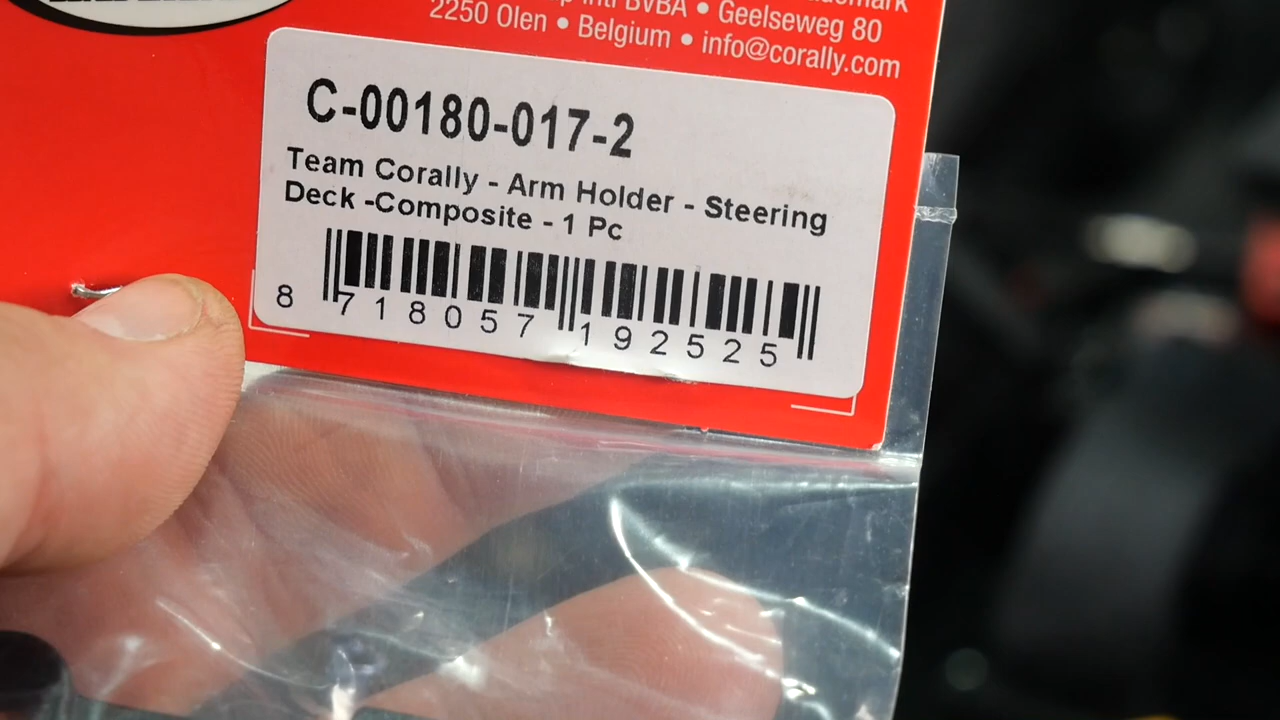 Intl BVBA • Geelseweg 80
2250 Olen • Belgium • info@corally.com
C-00180-017-2
Team Corally - Arm Holder - Steering
Deck -Composite - 1 Pc
8 718057 192525